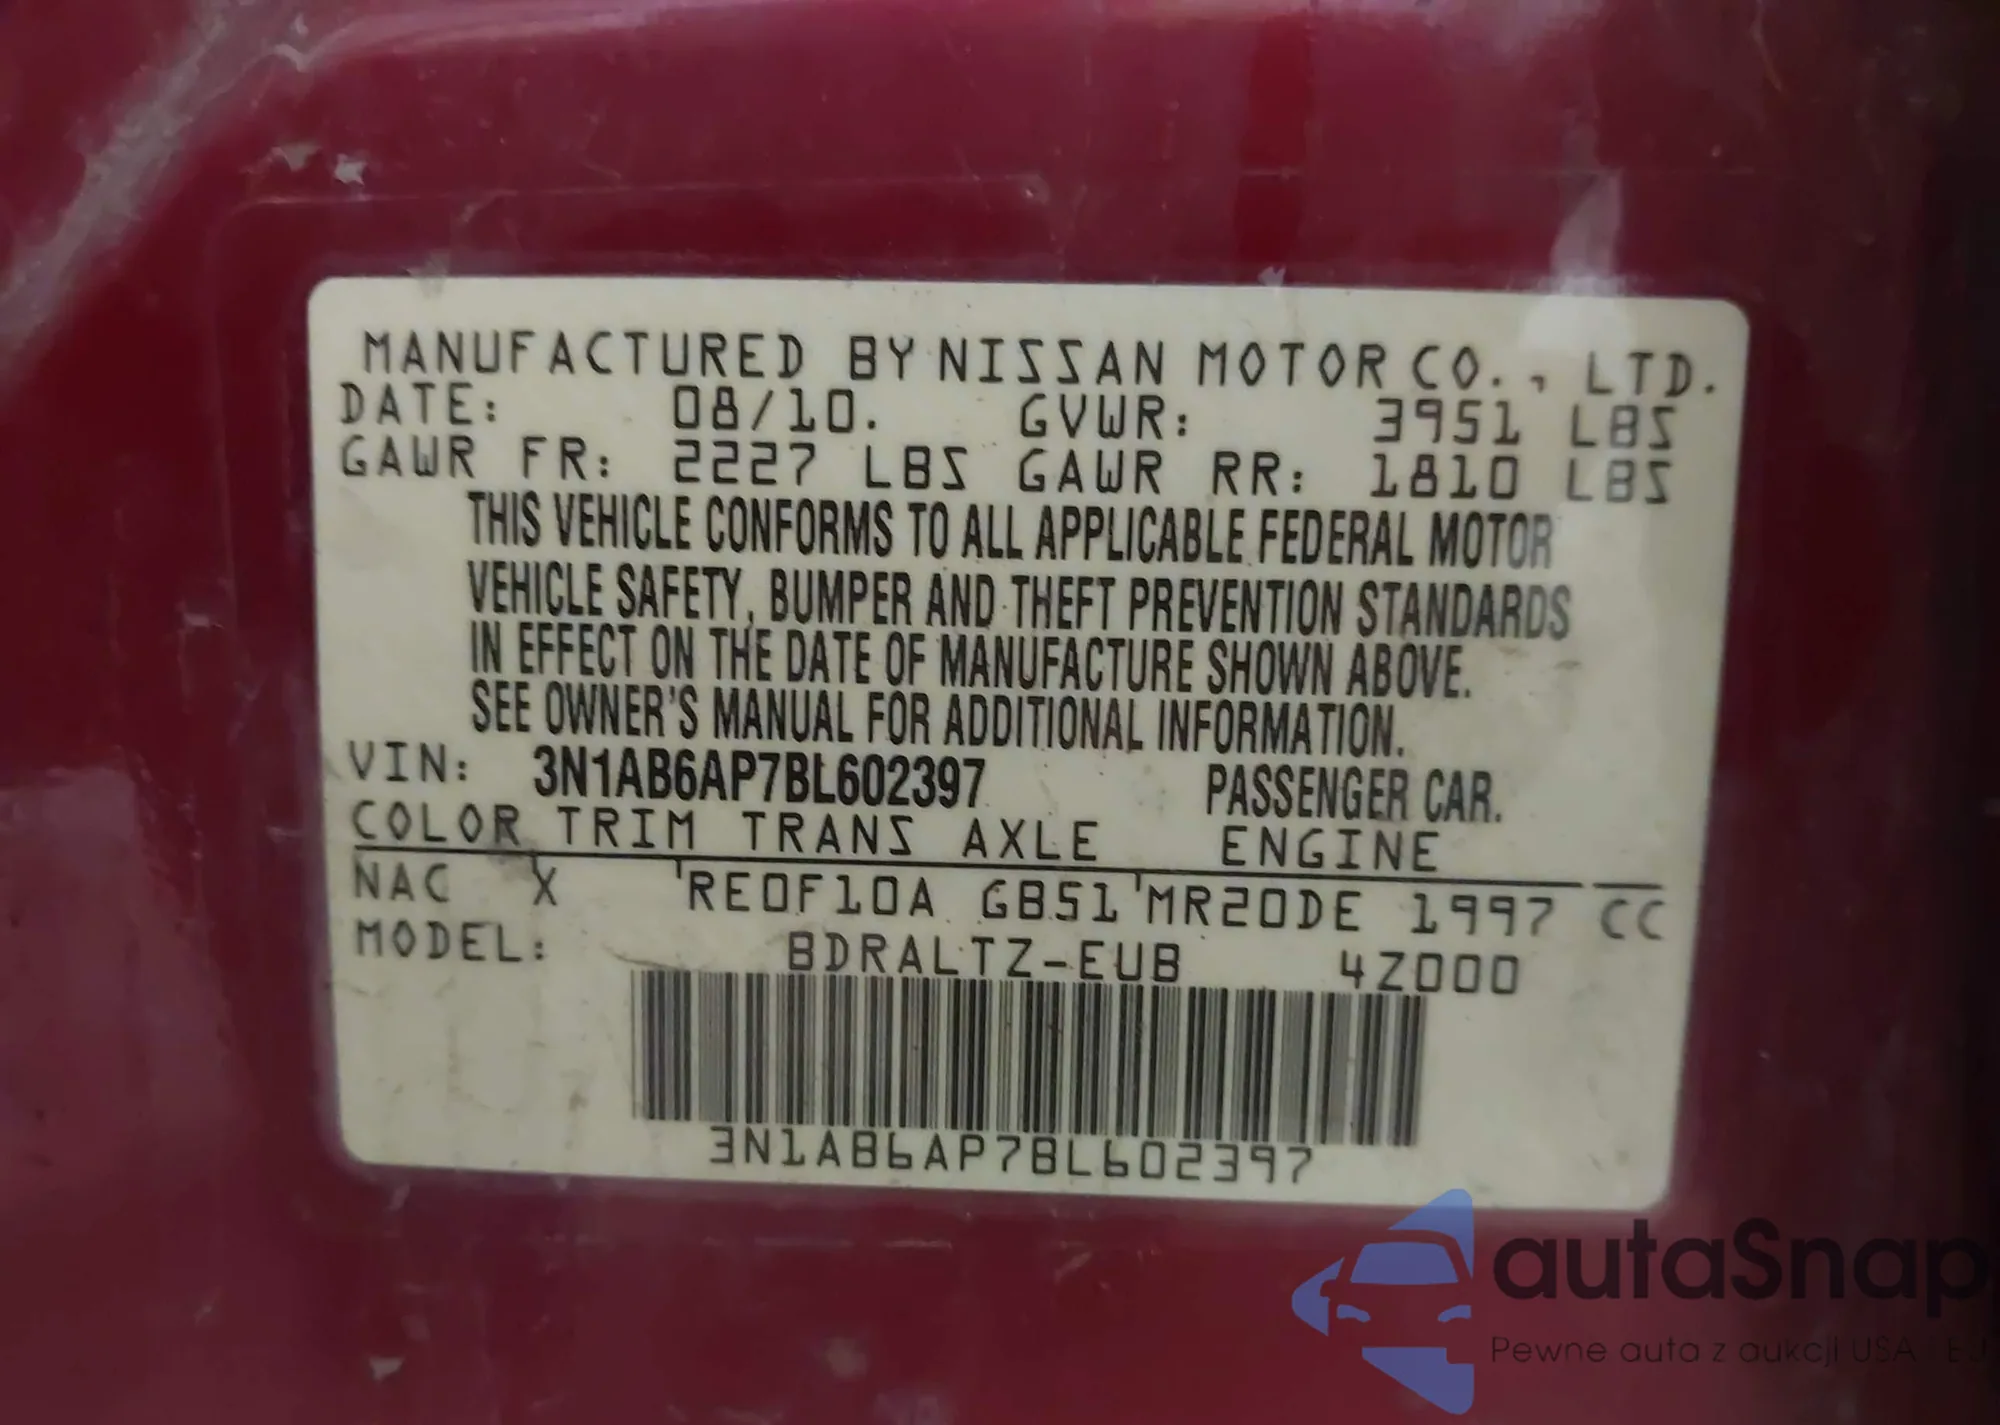 MANUFACTURED BY NISSAN MOTOR CO., LTD.
DATE: 08/10. GVWR: 3951 LBS
GAWR FR: 2227 LBS GAWR RR: 1810 LBS
THIS VEHICLE CONFORMS TO ALL APPLICABLE FEDERAL MOTOR
VEHICLE SAFETY, BUMPER AND THEFT PREVENTION STANDARDS
IN EFFECT ON THE DATE OF MANUFACTURE SHOWN ABOVE.
SEE OWNER'S MANUAL FOR ADDITIONAL INFORMATION.
VIN: 3N1AB6AP7BL602397 PASSENGER CAR.
COLOR TRIM TRANS AXLE ENGINE
NAC X RE0F10A GB51 MR20DE 1997 CC
MODEL: BDRALTZ-EUB 4Z000
3N1AB6AP7BL602397
autaSnap
Pewne auta z aukcji USA